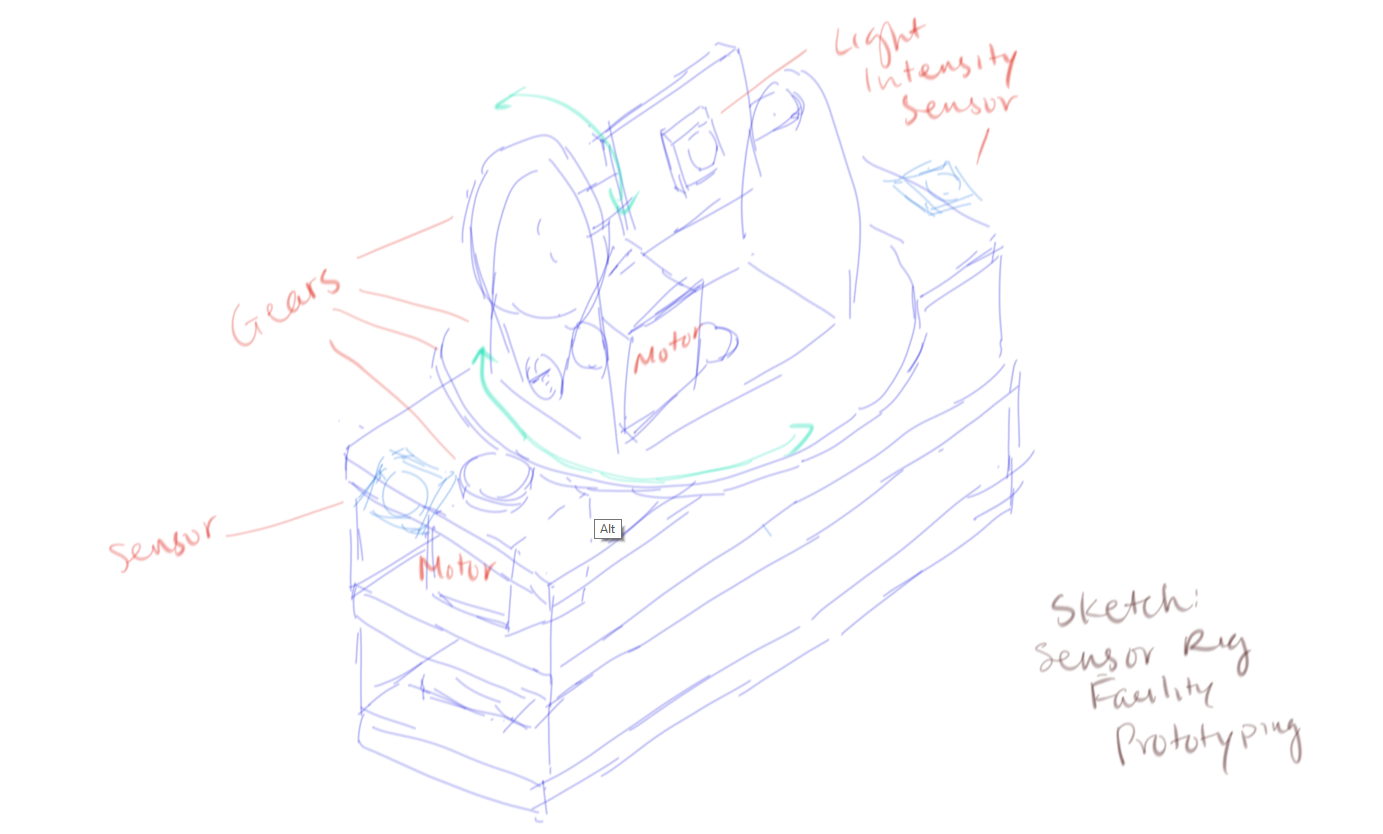 Light
Intensity
Sensor
Gears
Motor
Alt
Sensor
Motor
Sketch:
Sensor Rig
Facility
Prototyping